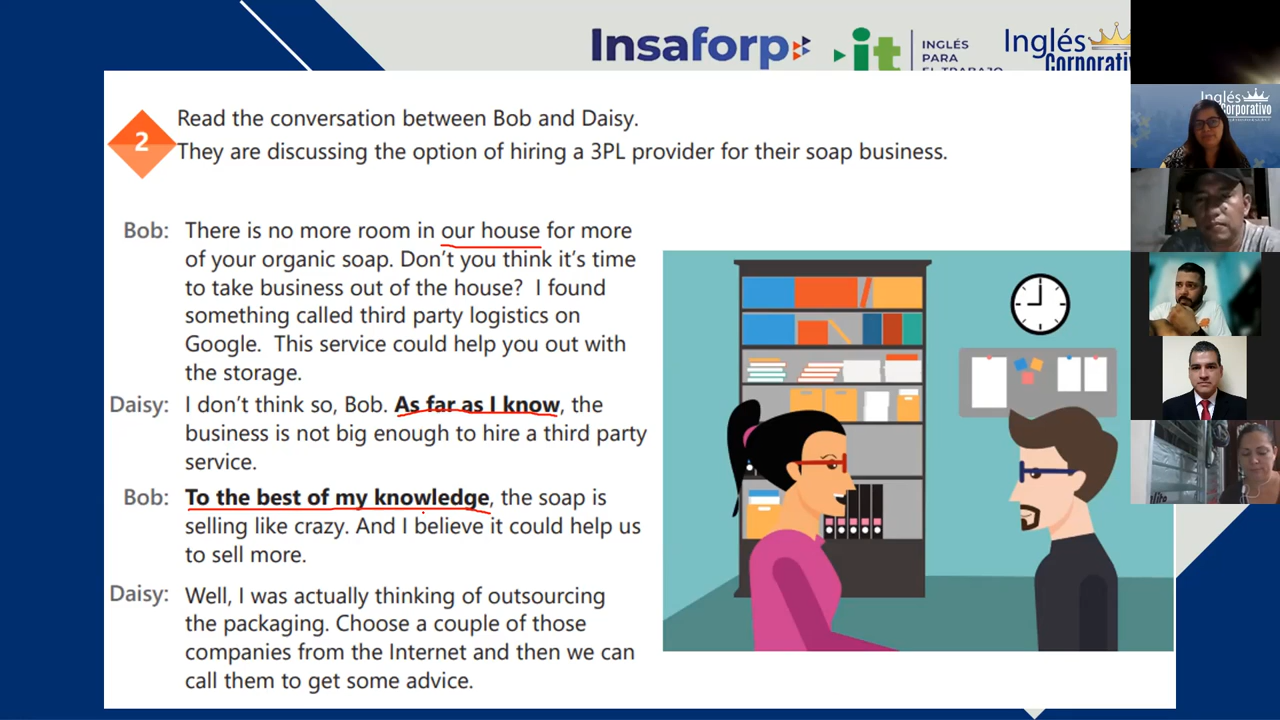 Insaforp
it
INGLÉS
PARA
EL TRABAJO
Inglés
Corporativo
Inglés
Corporativo
2
Read the conversation between Bob and Daisy.
They are discussing the option of hiring a 3PL provider for their soap business.
Bob: There is no more room in our house for more
of your organic soap. Don't you think it's time
to take business out of the house? I found
something called third party logistics on
Google. This service could help you out with
the storage.
Daisy: I don't think so, Bob. As far as I know, the
business is not big enough to hire a third party
service.
Bob: To the best of my knowledge, the soap is
selling like crazy. And I believe it could help us
to sell more.
Daisy: Well, I was actually thinking of outsourcing
the packaging. Choose a couple of those
companies from the Internet and then we can
call them to get some advice.